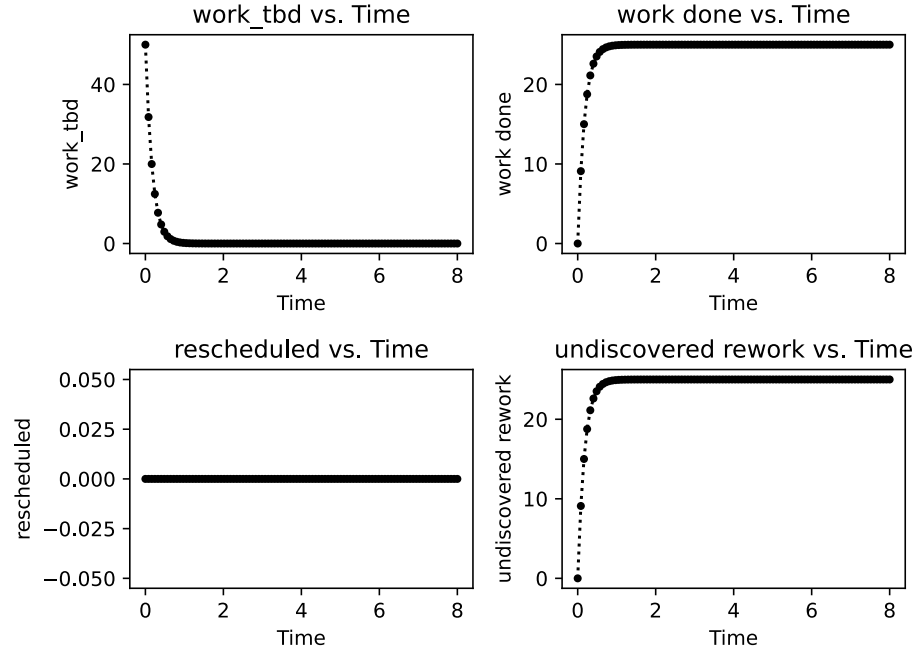 work_tbd vs. Time
work_tbd
40
20
0
0 2 4 6 8
Time
work done vs. Time
work done
20
10
0
0 2 4 6 8
Time
rescheduled vs. Time
rescheduled
0.050
0.025
0.000
−0.025
−0.050
0 2 4 6 8
Time
undiscovered rework vs. Time
undiscovered rework
20
10
0
0 2 4 6 8
Time